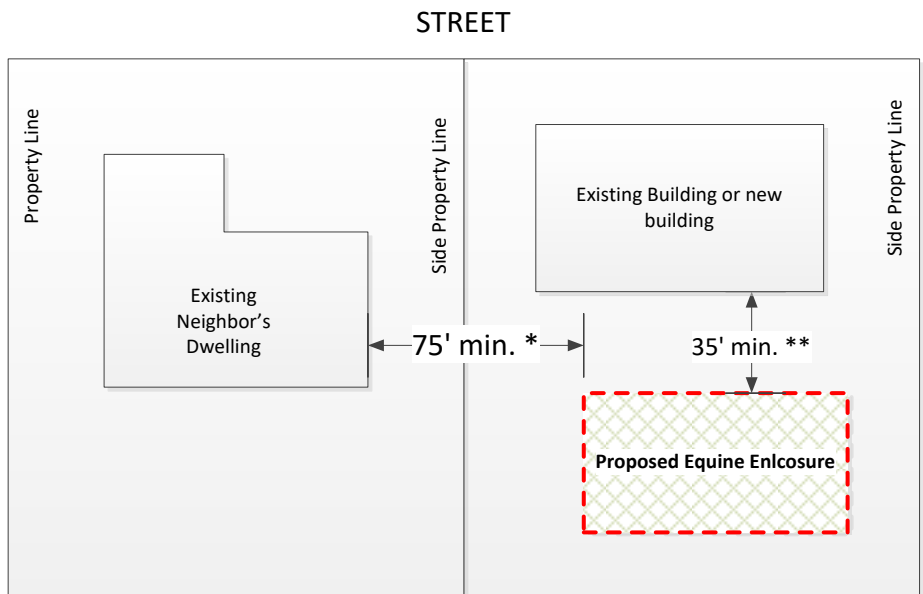 STREET
Property Line
Side Property Line
Side Property Line
Existing Building or new
building
Existing
Neighbor's
Dwelling
75' min. *
35' min. **
Proposed Equine Enlcosure